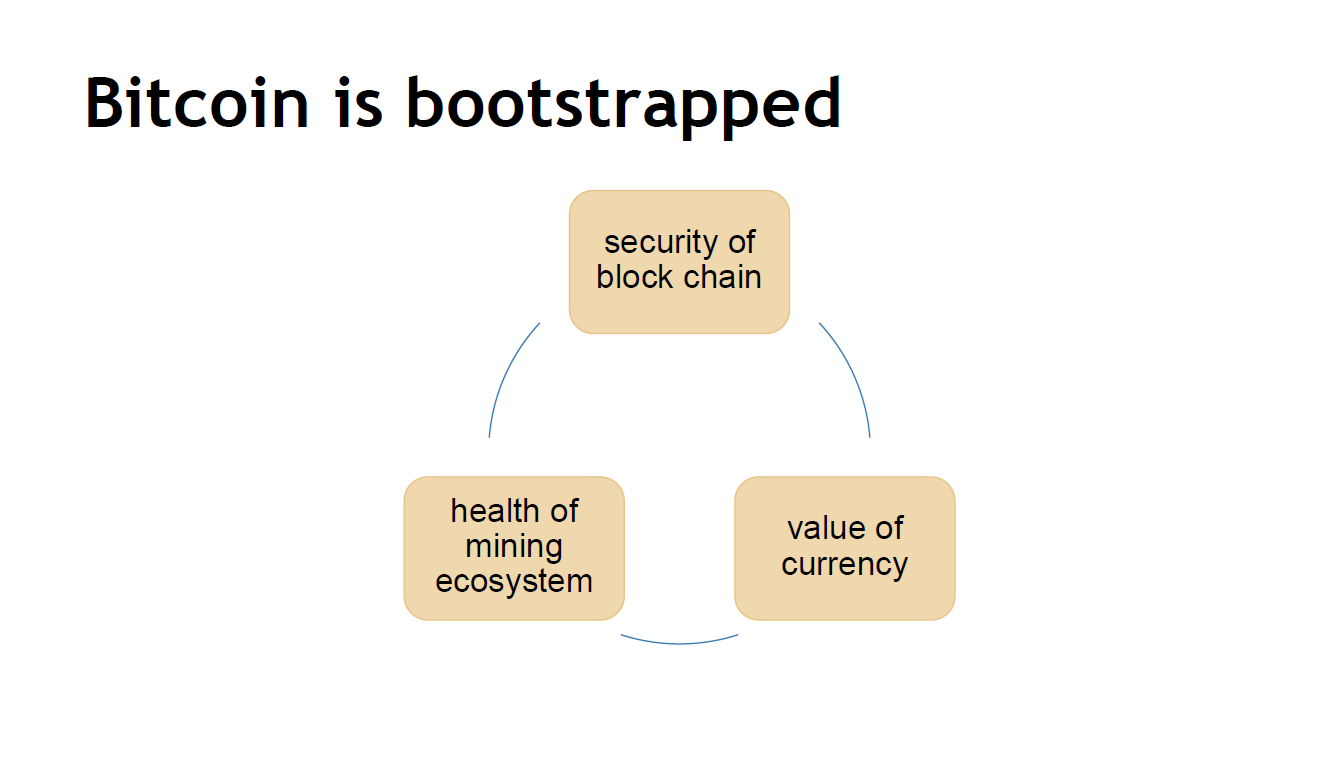 Bitcoin is bootstrapped
security of
block chain
health of
mining
ecosystem
value of
currency